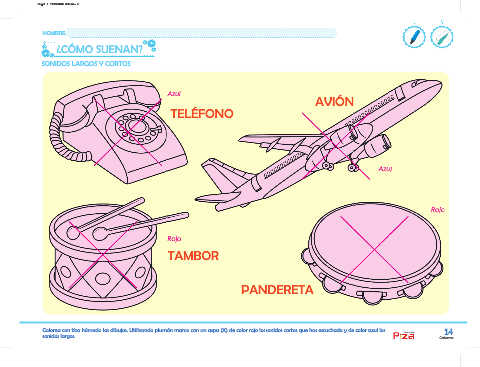 NOMBRE:
¿CÓMO SUENAN?
SONIDOS LARGOS Y CORTOS
Azul
TELÉFONO
AVIÓN
Azul
Rojo
TAMBOR
Rojo
PANDERETA
Colorea con tiza húmeda los dibujos. Utilizando plumón marca con un aspa (X) de color rojo los sonidos cortos que has escuchado y de color azul los
sonidos largos.
14